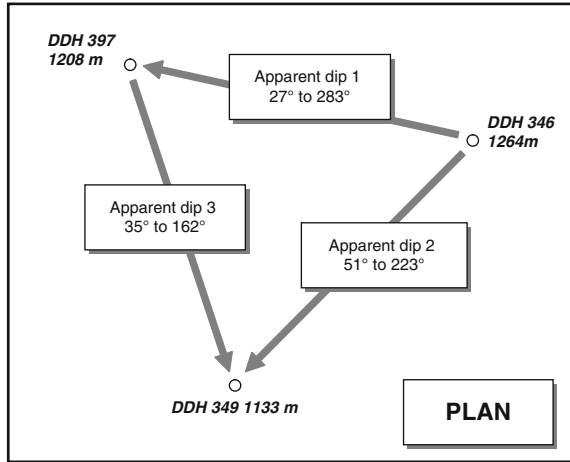 DDH 397
1208 m
Apparent dip 1
27° to 283°
DDH 346
1264m
Apparent dip 3
35° to 162°
Apparent dip 2
51° to 223°
DDH 349 1133 m
PLAN